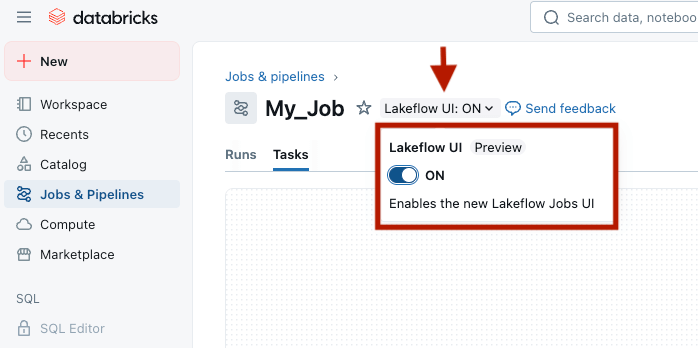 databricks
Search data, noteboo
New
Workspace
Recents
Catalog
Jobs & Pipelines
Compute
Marketplace
SQL
SQL Editor
Jobs & pipelines ›
My_Job
Lakeflow UI: ON
Send feedback
Lakeflow UI Preview
ON
Enables the new Lakeflow Jobs UI
Runs Tasks